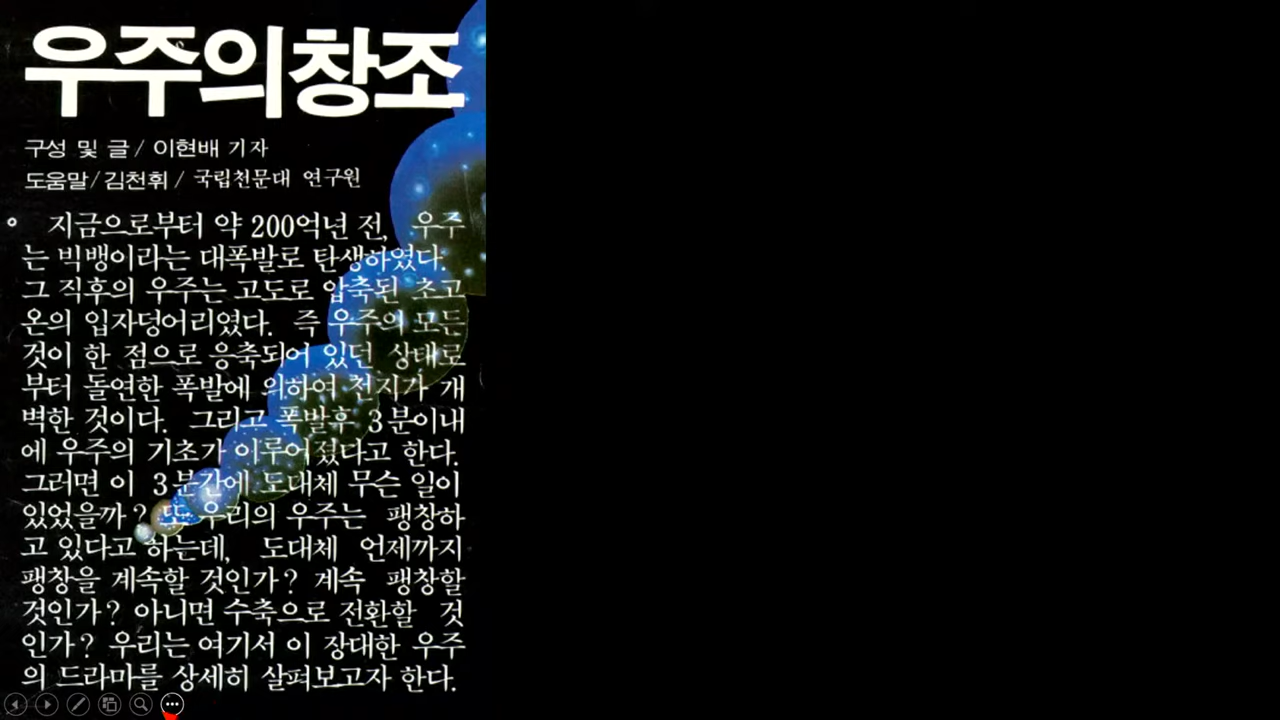 우주의창조
구성 및 글/ 이현배 기자
도움말/김천휘 / 국립천문대 연구원
지금으로부터 약 200억년 전, 우주
는 빅뱅이라는 대폭발로 탄생하였다.
그 직후의 우주는 고도로 압축된 초고
온의 입자덩어리였다. 즉 우주의 모든
것이 한 점으로 응축되어 있던 상태로
부터 돌연한 폭발에 의하여 천지가 개
벽한 것이다. 그리고 폭발후 3분이내
에 우주의 기초가 이루어졌다고 한다.
그러면 이 3분간에 도대체 무슨 일이
있었을까? 또 우리의 우주는 팽창하
고 있다고 하는데, 도대체 언제까지
팽창을 계속할 것인가? 계속 팽창할
것인가? 아니면 수축으로 전환할 것
인가? 우리는 여기서 이 장대한 우주
의 드라마를 상세히 살펴보고자 한다.